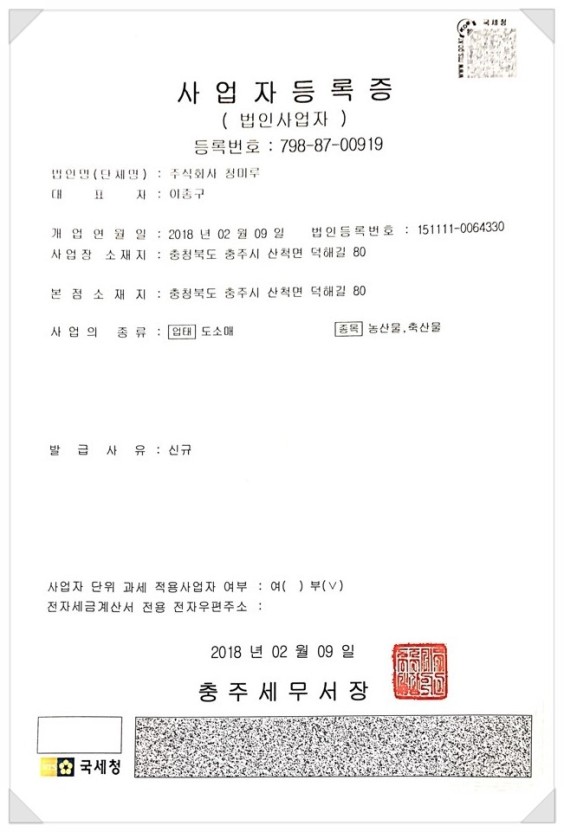 국세청
사업자등록증
( 법인사업자 )
등록번호 : 798-87-00919
법인명(단체명) : 주식회사 청미루
대 표 자 : 이종구
개 업 연 월 일 : 2018 년 02 월 09 일 법인등록번호 : 151111-0064330
사업장 소재지 : 충청북도 충주시 산척면 덕해길 80
본 점 소 재 지 : 충청북도 충주시 산척면 덕해길 80
사 업 의 종 류 : 업태 도소매 종목 농산물,축산물
발 급 사 유 : 신규
사업자 단위 과세 적용사업자 여부 : 여( ) 부(∨)
전자세금계산서 전용 전자우편주소 :
2018 년 02 월 09 일
충주세무서장
국세청